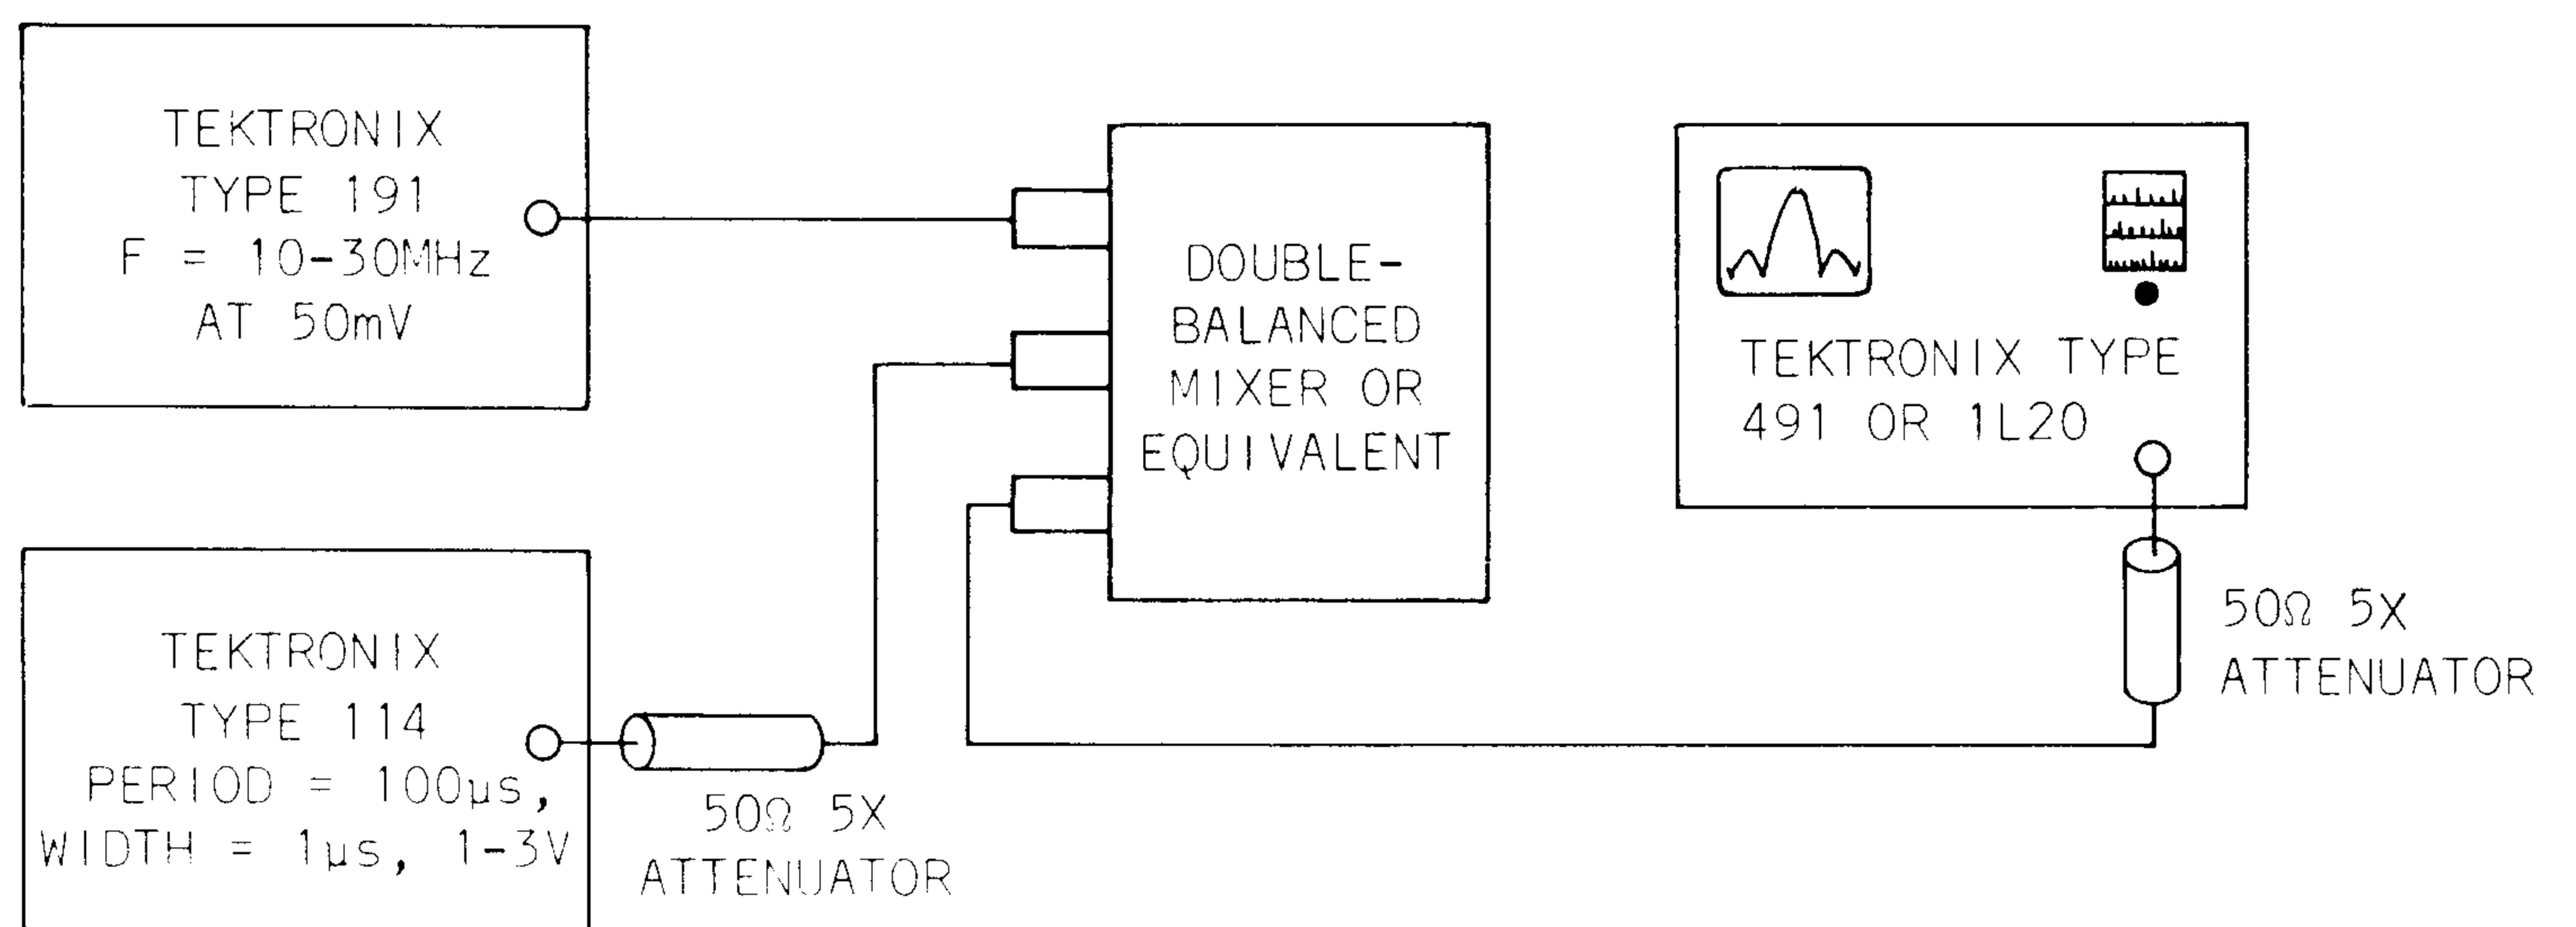 TEKTRONIX
TYPE 191
F = 10-30MHz
AT 50mV
DOUBLE-
BALANCED
MIXER OR
EQUIVALENT
TEKTRONIX TYPE
491 OR 1L20
50Ω 5X
ATTENUATOR
TEKTRONIX
TYPE 114
PERIOD = 100µs,
WIDTH = 1µs, 1-3V
50Ω 5X
ATTENUATOR